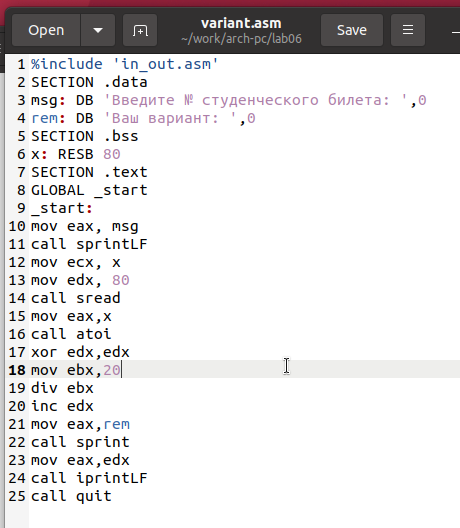 Open
variant.asm
~/work/arch-pc/lab06
Save
1 %include 'in_out.asm'
2 SECTION .data
3 msg: DB 'Введите № студенческого билета: ',0
4 rem: DB 'Ваш вариант: ',0
5 SECTION .bss
6 x: RESB 80
7 SECTION .text
8 GLOBAL _start
9 _start:
10 mov eax, msg
11 call sprintLF
12 mov ecx, x
13 mov edx, 80
14 call sread
15 mov eax,x
16 call atoi
17 xor edx,edx
18 mov ebx,20
19 div ebx
20 inc edx
21 mov eax,rem
22 call sprint
23 mov eax,edx
24 call iprintLF
25 call quit